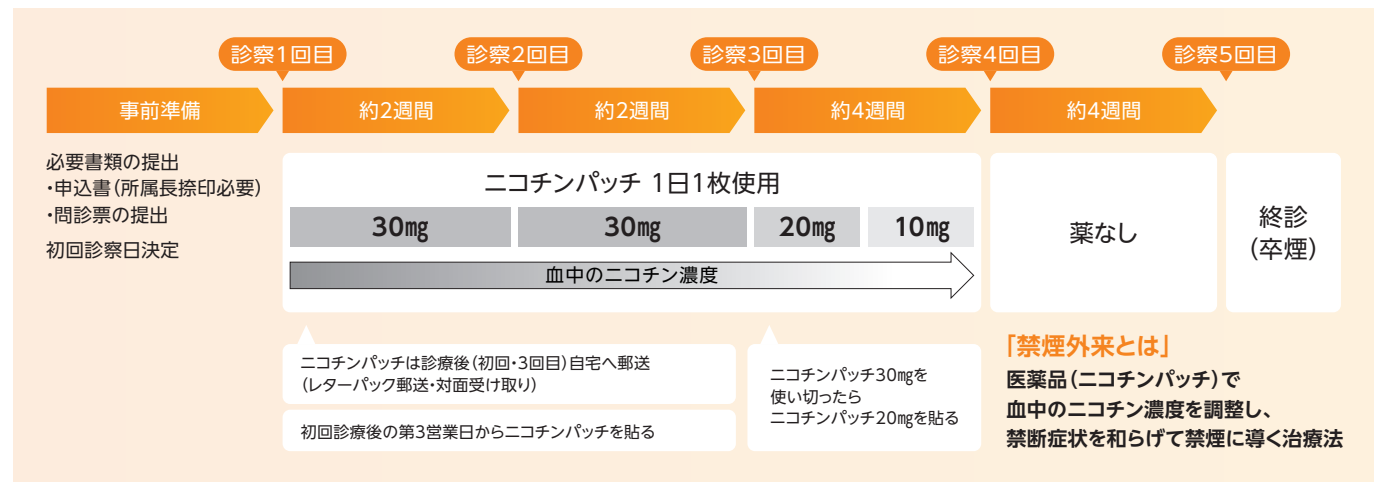 診察1回目
診察2回目
診察3回目
診察4回目
診察5回目
事前準備
約2週間
約2週間
約4週間
約4週間
必要書類の提出
・申込書(所属長捺印必要)
・問診票の提出
初回診察日決定
ニコチンパッチ 1日1枚使用
30㎎
30㎎
20㎎
10㎎
血中のニコチン濃度
薬なし
終診
(卒煙)
ニコチンパッチは診療後(初回・3回目)自宅へ郵送
(レターパック郵送・対面受け取り)
初回診療後の第3営業日からニコチンパッチを貼る
ニコチンパッチ30㎎を
使い切ったら
ニコチンパッチ20㎎を貼る
「禁煙外来とは」
医薬品(ニコチンパッチ)で
血中のニコチン濃度を調整し、
禁断症状を和らげて禁煙に導く治療法